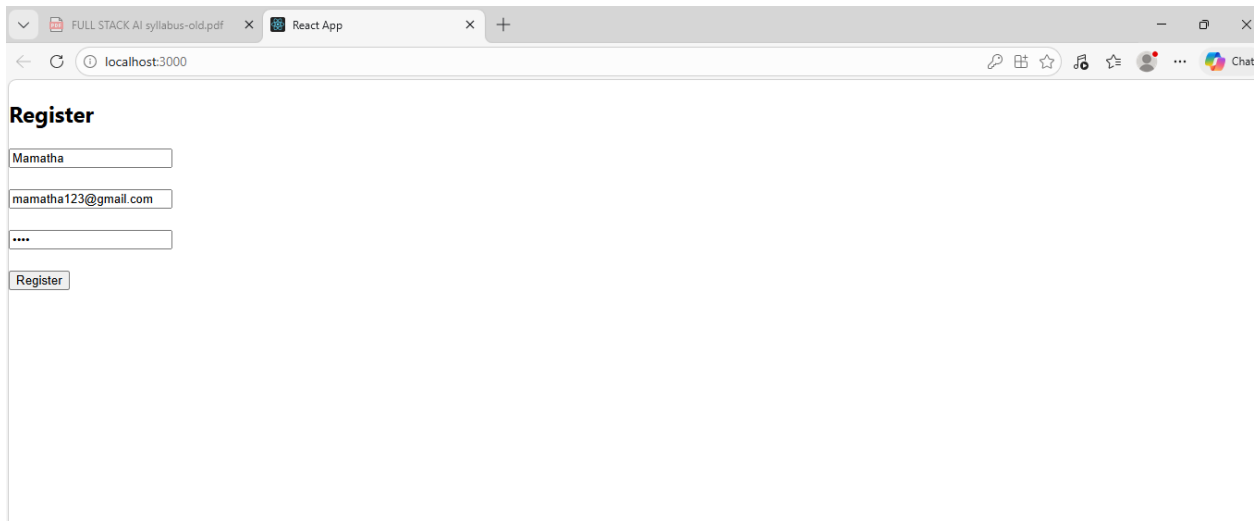 FULL STACK AI syllabus-old.pdf
React App
localhost:3000
Chat
Register
Mamatha
mamatha123@gmail.com
••••
Register